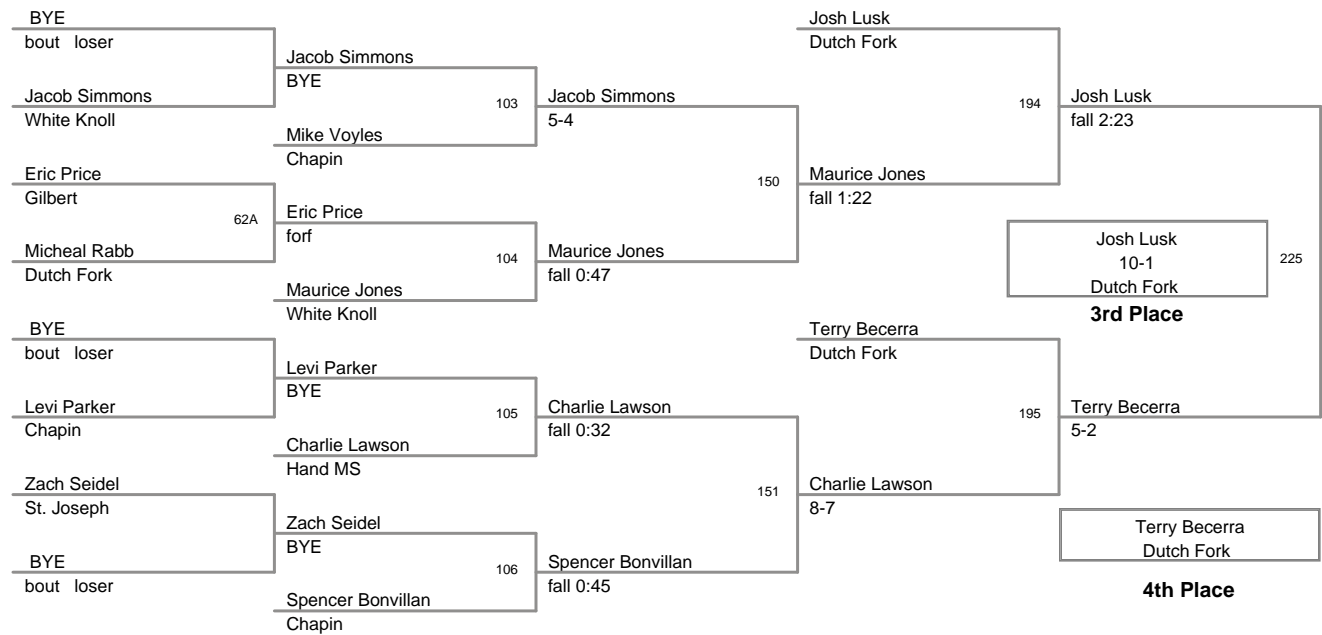 BYE
bout loser
Jacob Simmons
White Knoll
Eric Price
Gilbert
62A
Micheal Rabb
Dutch Fork
BYE
bout loser
Levi Parker
Chapin
Zach Seidel
St. Joseph
BYE
bout loser
Jacob Simmons
BYE
103
Mike Voyles
Chapin
Eric Price
forf
104
Maurice Jones
White Knoll
Levi Parker
BYE
105
Charlie Lawson
Hand MS
Zach Seidel
BYE
106
Spencer Bonvillan
Chapin
Jacob Simmons
5-4
150
Maurice Jones
fall 0:47
Charlie Lawson
fall 0:32
151
Spencer Bonvillan
fall 0:45
Josh Lusk
Dutch Fork
194
Maurice Jones
fall 1:22
Terry Becerra
Dutch Fork
195
Charlie Lawson
8-7
Josh Lusk
fall 2:23
Josh Lusk
10-1
Dutch Fork
225
3rd Place
Terry Becerra
5-2
Terry Becerra
Dutch Fork
4th Place